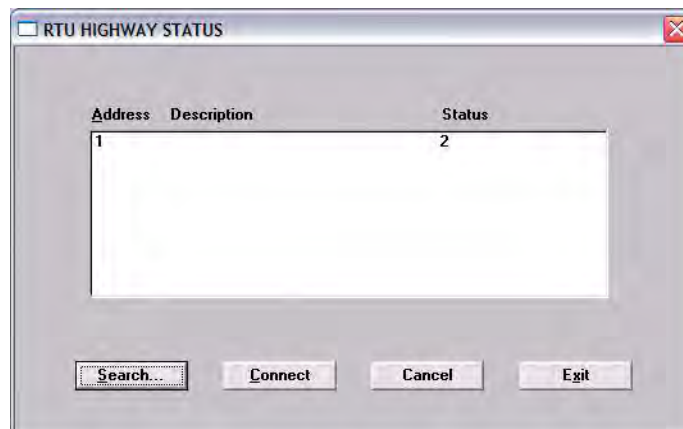 RTU HIGHWAY STATUS
Address Description Status
1 2
Search... Connect Cancel Exit